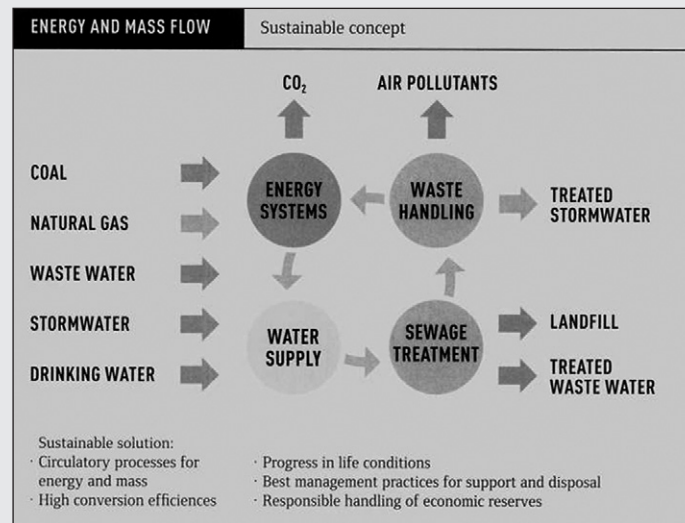 ENERGY AND MASS FLOW
Sustainable concept
CO₂
AIR POLLUTANTS
COAL
NATURAL GAS
WASTE WATER
STORMWATER
DRINKING WATER
ENERGY
SYSTEMS
WASTE
HANDLING
WATER
SUPPLY
SEWAGE
TREATMENT
TREATED
STORMWATER
LANDFILL
TREATED
WASTE WATER
Sustainable solution:
· Circulatory processes for
energy and mass
· High conversion efficiences
· Progress in life conditions
· Best management practices for support and disposal
· Responsible handling of economic reserves